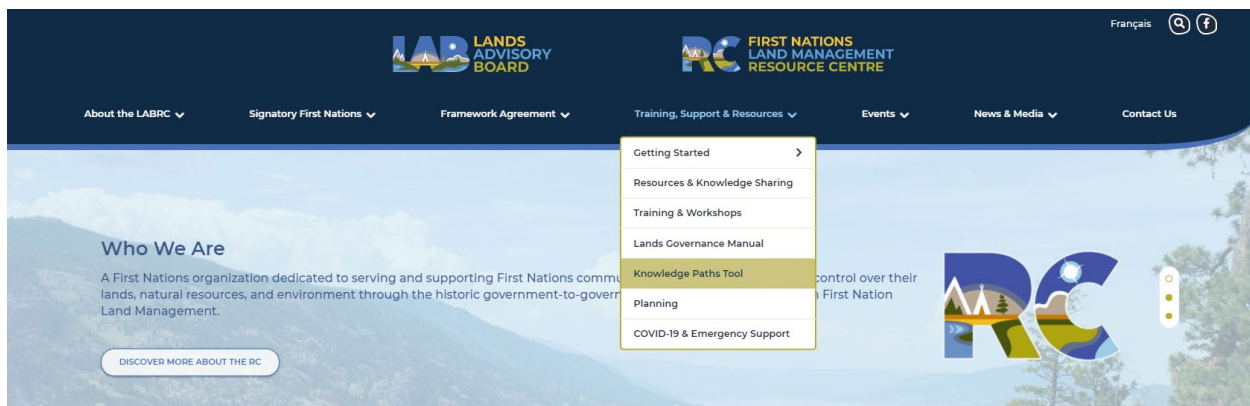 Français
LAB LANDS
ADVISORY
BOARD
RC FIRST NATIONS
LAND MANAGEMENT
RESOURCE CENTRE
About the LABRC
Signatory First Nations
Framework Agreement
Training, Support & Resources
Events
News & Media
Contact Us
Getting Started
Resources & Knowledge Sharing
Training & Workshops
Lands Governance Manual
Knowledge Paths Tool
Planning
COVID-19 & Emergency Support
Who We Are
A First Nations organization dedicated to serving and supporting First Nations control over their
lands, natural resources, and environment through the historic First Nation
Land Management.
DISCOVER MORE ABOUT THE RC
RC